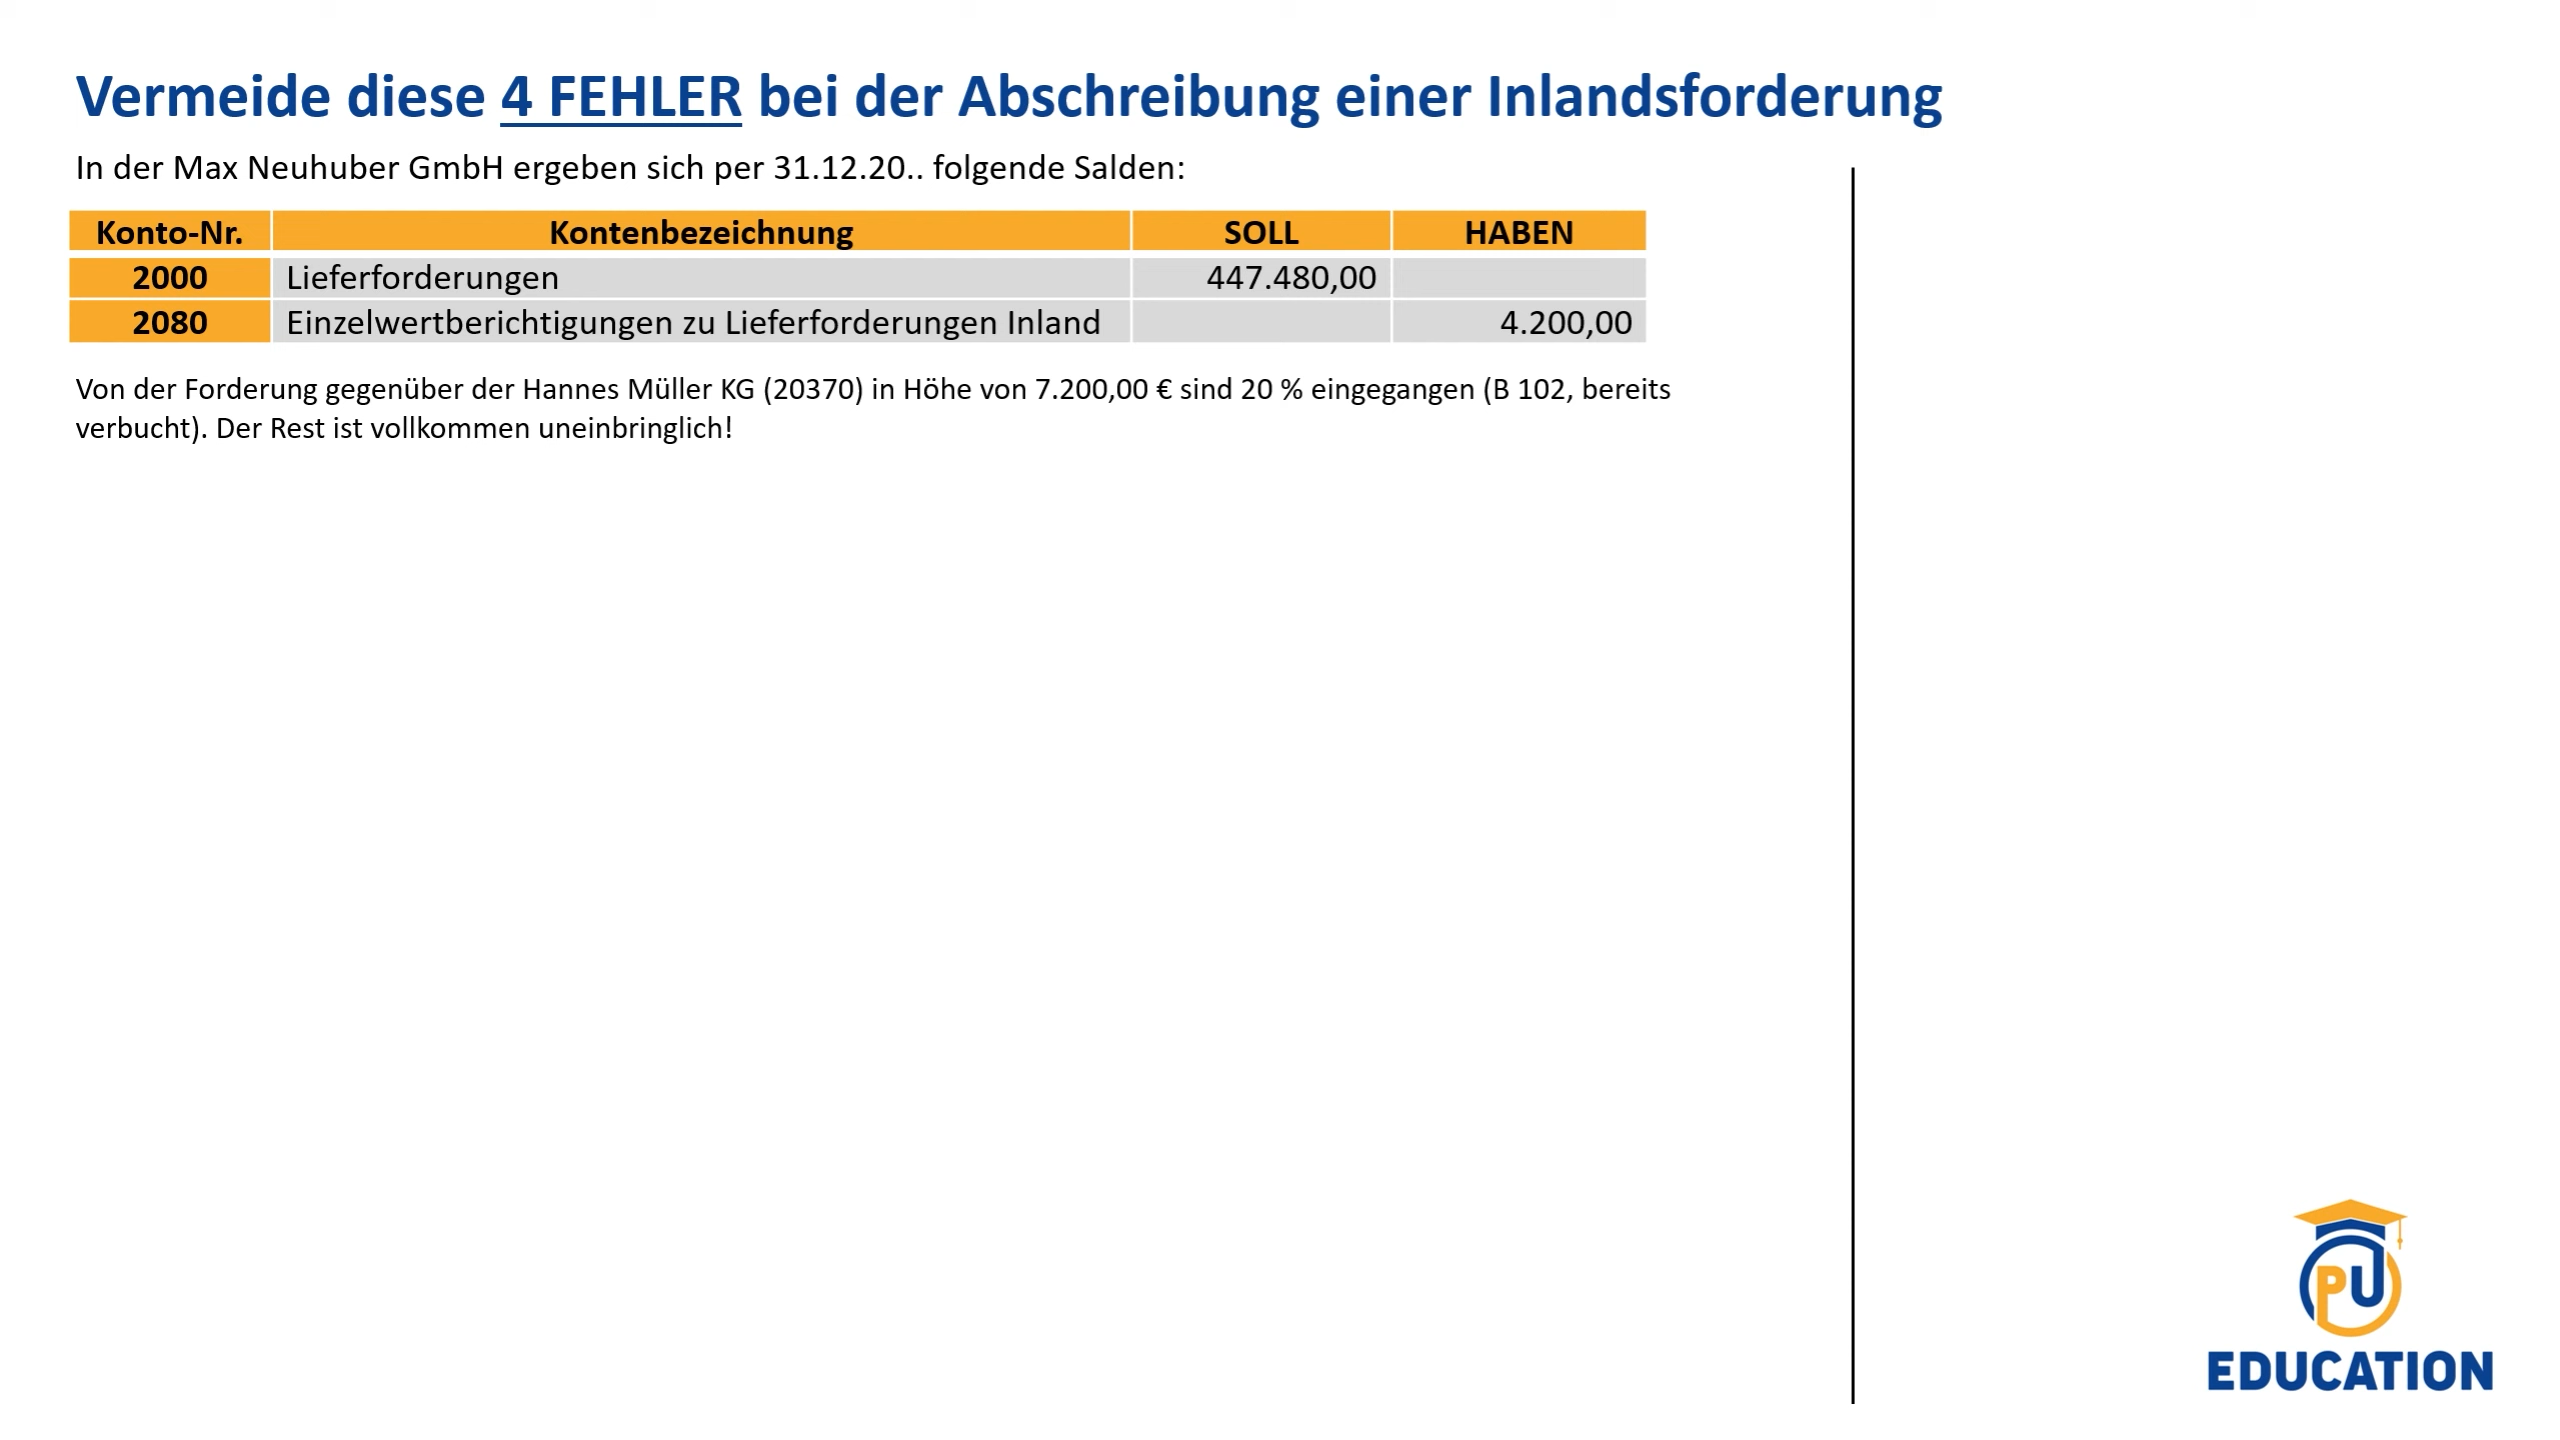 Vermeide diese 4 FEHLER bei der Abschreibung einer Inlandsforderung
In der Max Neuhuber GmbH ergeben sich per 31.12.20.. folgende Salden:
Konto-Nr. Kontenbezeichnung SOLL HABEN
2000 Lieferforderungen 447.480,00
2080 Einzelwertberichtigungen zu Lieferforderungen Inland 4.200,00
Von der Forderung gegenüber der Hannes Müller KG (20370) in Höhe von 7.200,00 € sind 20 % eingegangen (B 102, bereits
verbucht). Der Rest ist vollkommen uneinbringlich!
PU
EDUCATION